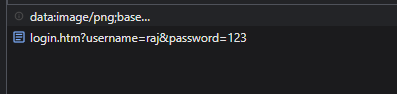 data:image/png;base...
login.htm?username=raj&password=123